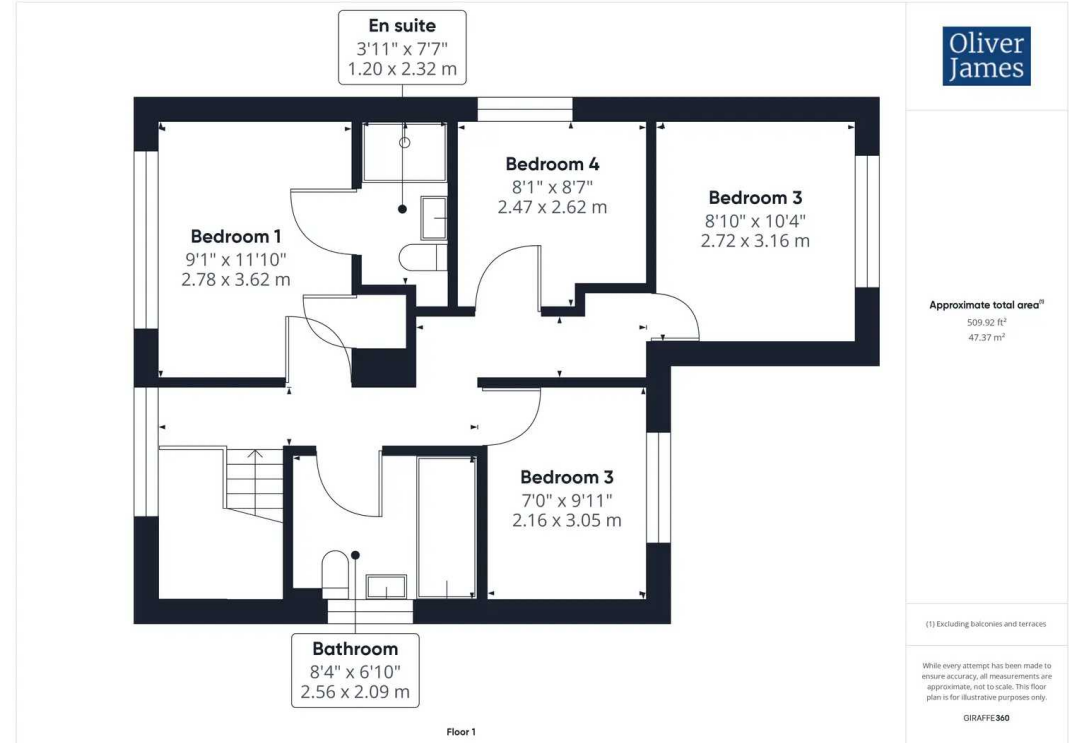 En suite
3'11" x 7'7"
1.20 x 2.32 m
Oliver
James
Bedroom 4
8'1" x 8'7"
2.47 x 2.62 m
Bedroom 3
8'10" x 10'4"
2.72 x 3.16 m
Bedroom 1
9'1" x 11'10"
2.78 x 3.62 m
Approximate total area⁽¹⁾
509.92 ft²
47.37 m²
Bedroom 3
7'0" x 9'11"
2.16 x 3.05 m
Bathroom
8'4" x 6'10"
2.56 x 2.09 m
(1) Excluding balconies and terraces
While every attempt has been made to
ensure accuracy, all measurements are
approximate, not to scale. This floor
plan is for illustrative purposes only.
GIRAFFE360
Floor 1